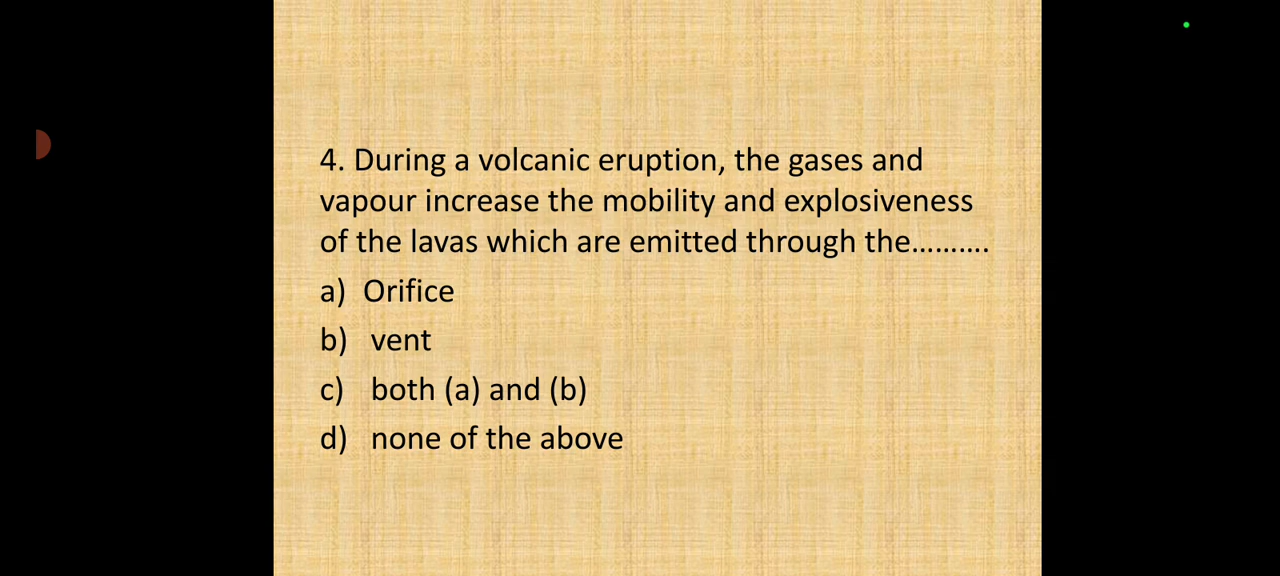 4. During a volcanic eruption, the gases and
vapour increase the mobility and explosiveness
of the lavas which are emitted through the..........
a) Orifice
b) vent
c) both (a) and (b)
d) none of the above